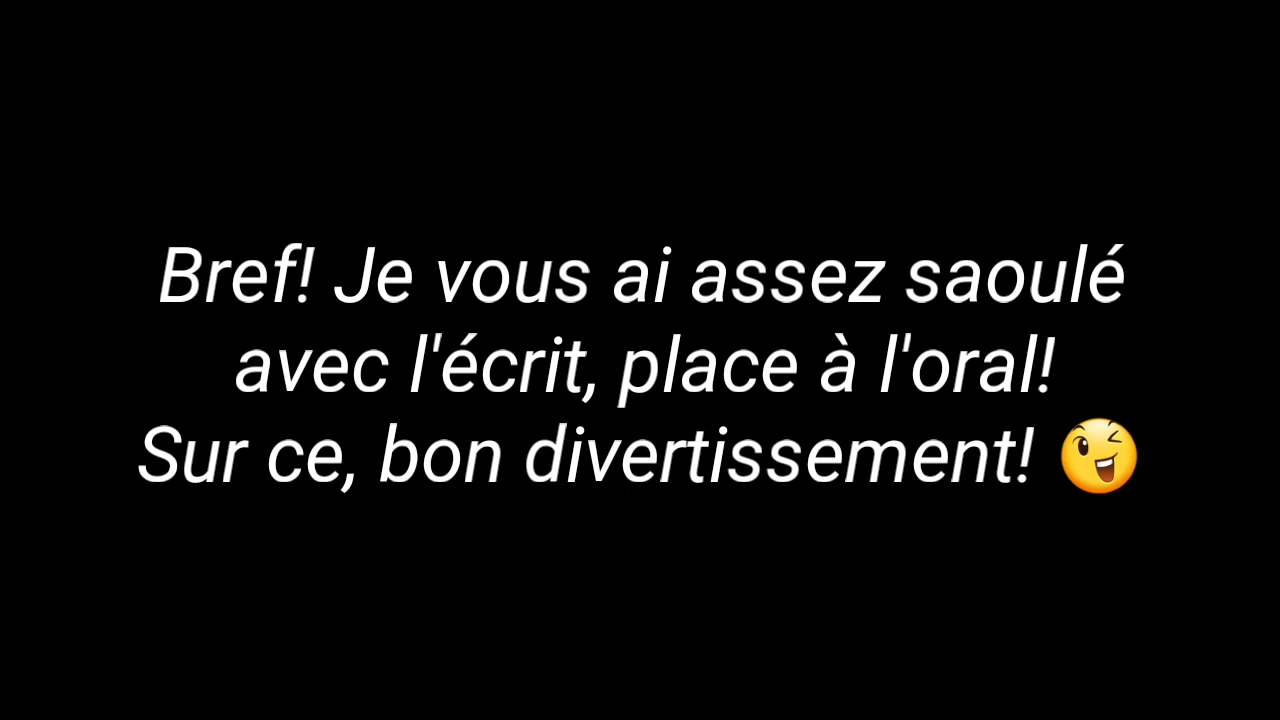 Bref! Je vous ai assez saoulé
avec l'écrit, place à l'oral!
Sur ce, bon divertissement! 😉